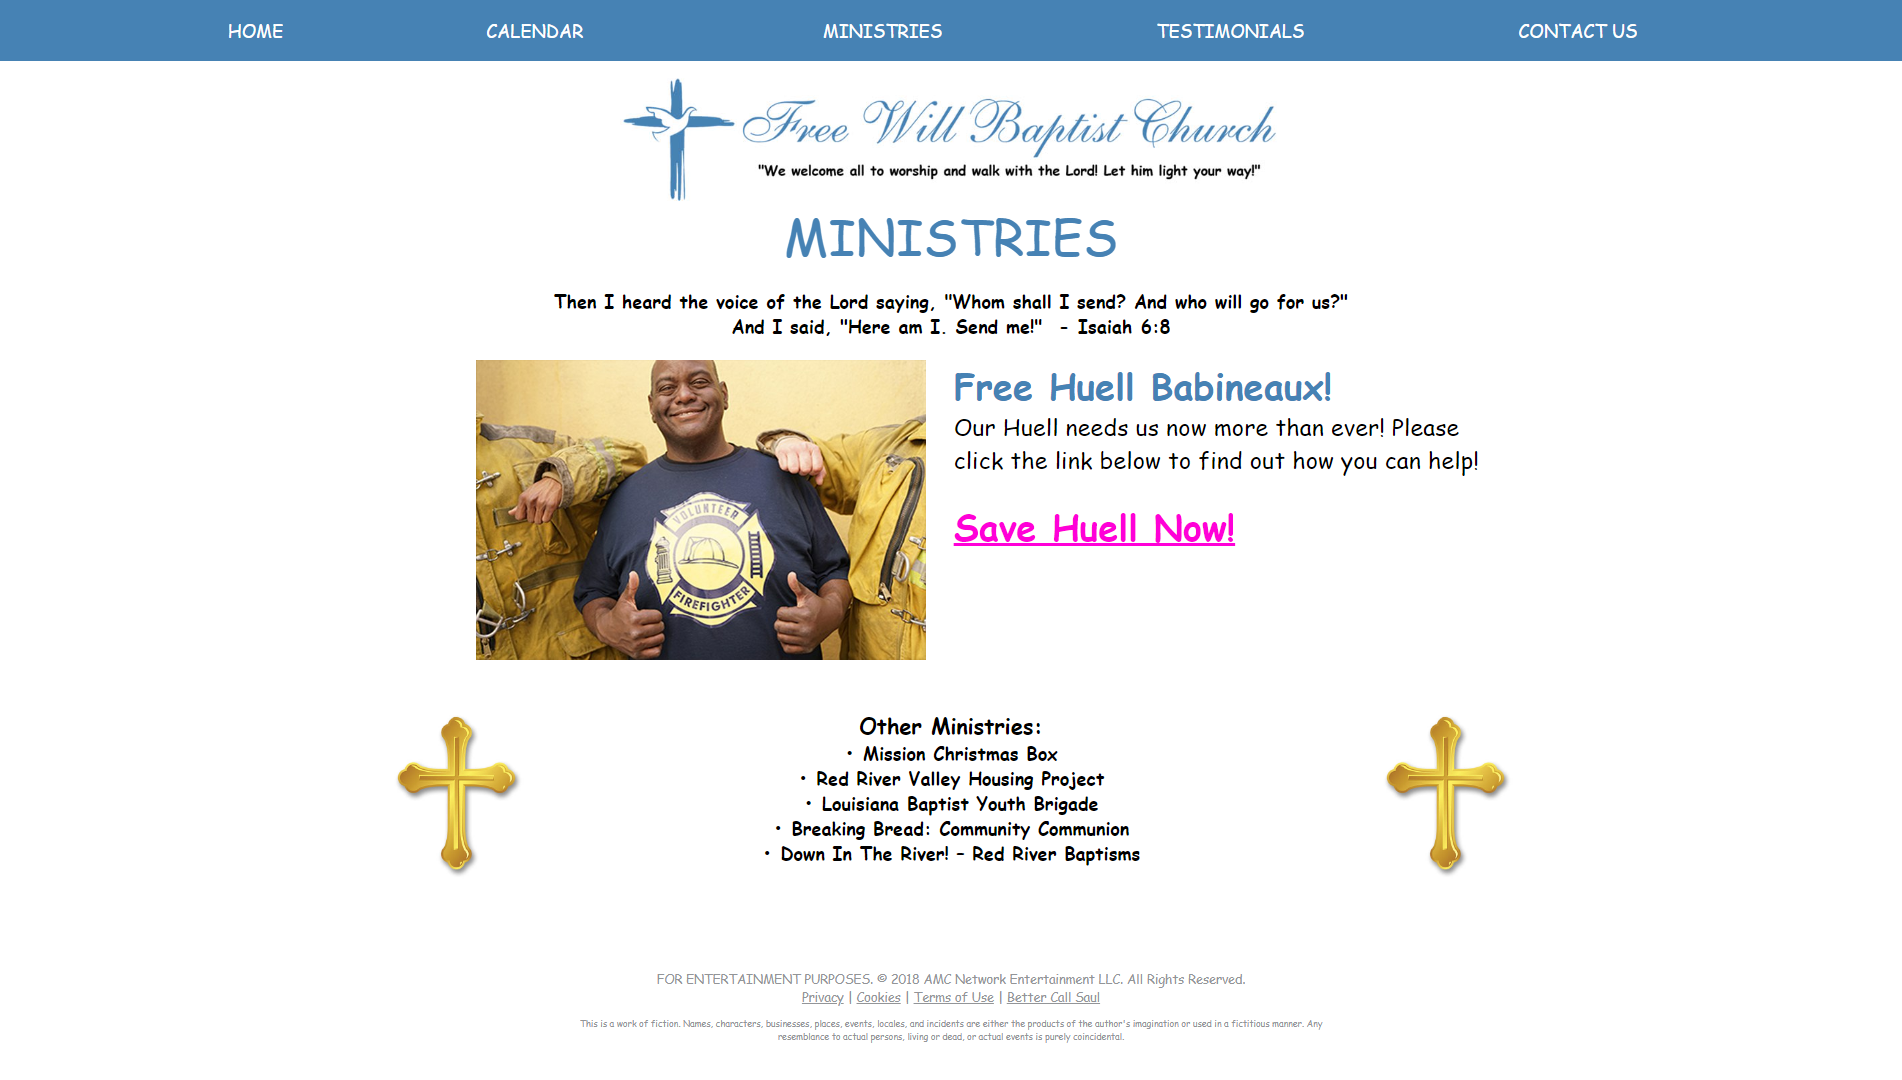 HOME CALENDAR MINISTRIES TESTIMONIALS CONTACT US
Free Will Baptist Church
"We welcome all to worship and walk with the Lord! Let him light your way!"
MINISTRIES
Then I heard the voice of the Lord saying, "Whom shall I send? And who will go for us?"
And I said, "Here am I. Send me!" - Isaiah 6:8
VOLUNTEER
FIREFIGHTER
Free Huell Babineaux!
Our Huell needs us now more than ever! Please
click the link below to find out how you can help!
Save Huell Now!
Other Ministries:
• Mission Christmas Box
• Red River Valley Housing Project
• Louisiana Baptist Youth Brigade
• Breaking Bread: Community Communion
• Down In The River! – Red River Baptisms
FOR ENTERTAINMENT PURPOSES. © 2018 AMC Network Entertainment LLC. All Rights Reserved.
Privacy | Cookies | Terms of Use | Better Call Saul
This is a work of fiction. Names, characters, businesses, places, events, locales, and incidents are either the products of the author's imagination or used in a fictitious manner. Any
resemblance to actual persons, living or dead, or actual events is purely coincidental.